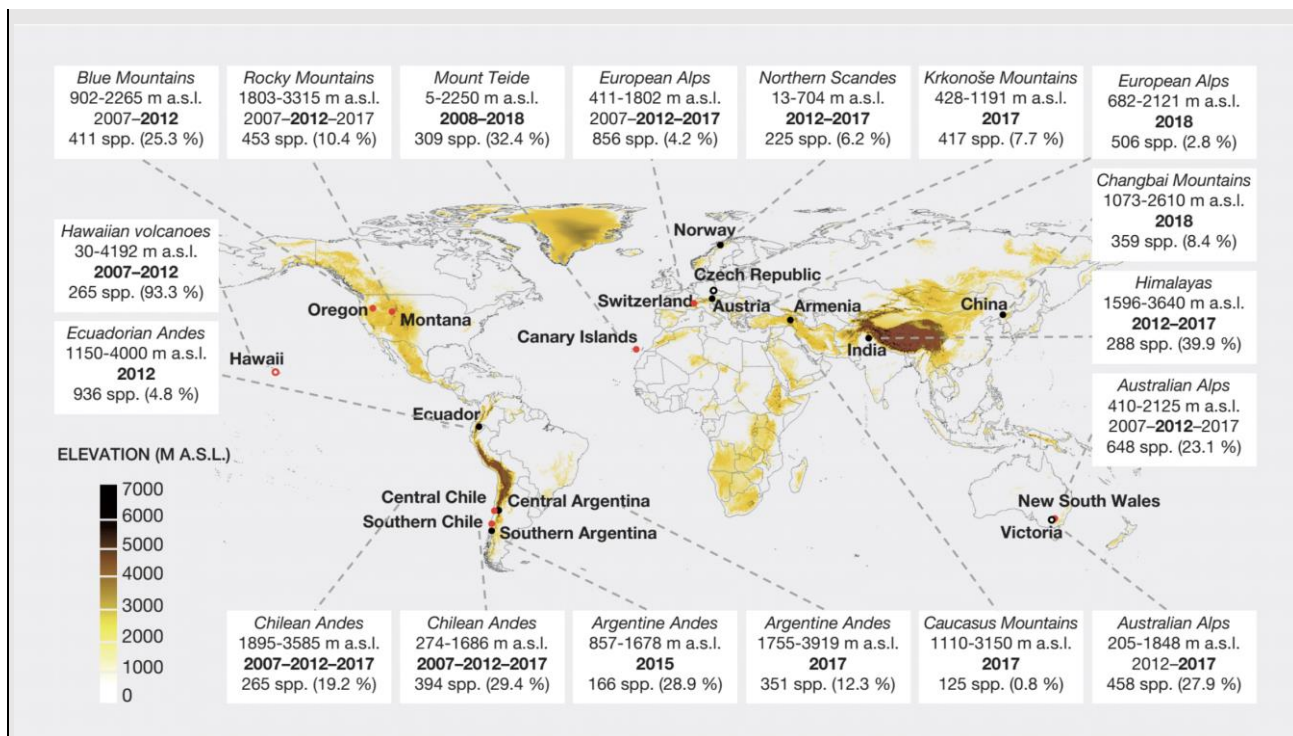 Blue Mountains
902-2265 m a.s.l.
2007–2012
411 spp. (25.3 %)
Rocky Mountains
1803-3315 m a.s.l.
2007–2012–2017
453 spp. (10.4 %)
Mount Teide
5-2250 m a.s.l.
2008–2018
309 spp. (32.4 %)
European Alps
411-1802 m a.s.l.
2007–2012–2017
856 spp. (4.2 %)
Northern Scandes
13-704 m a.s.l.
2012–2017
225 spp. (6.2 %)
Krkonoše Mountains
428-1191 m a.s.l.
2017
417 spp. (7.7 %)
European Alps
682-2121 m a.s.l.
2018
506 spp. (2.8 %)
Changbai Mountains
1073-2610 m a.s.l.
2018
359 spp. (8.4 %)
Hawaiian volcanoes
30-4192 m a.s.l.
2007–2012
265 spp. (93.3 %)
Himalayas
1596-3640 m a.s.l.
2012–2017
288 spp. (39.9 %)
Ecuadorian Andes
1150-4000 m a.s.l.
2012
936 spp. (4.8 %)
Australian Alps
410-2125 m a.s.l.
2007–2012–2017
648 spp. (23.1 %)
Norway
Czech Republic
Switzerland
Austria
Armenia
China
Oregon
Montana
Canary Islands
India
Hawaii
Ecuador
Central Chile
Central Argentina
Southern Chile
Southern Argentina
New South Wales
Victoria
ELEVATION (M A.S.L.)
7000
6000
5000
4000
3000
2000
1000
0
Chilean Andes
1895-3585 m a.s.l.
2007–2012–2017
265 spp. (19.2 %)
Chilean Andes
274-1686 m a.s.l.
2007–2012–2017
394 spp. (29.4 %)
Argentine Andes
857-1678 m a.s.l.
2015
166 spp. (28.9 %)
Argentine Andes
1755-3919 m a.s.l.
2017
351 spp. (12.3 %)
Caucasus Mountains
1110-3150 m a.s.l.
2017
125 spp. (0.8 %)
Australian Alps
205-1848 m a.s.l.
2012–2017
458 spp. (27.9 %)